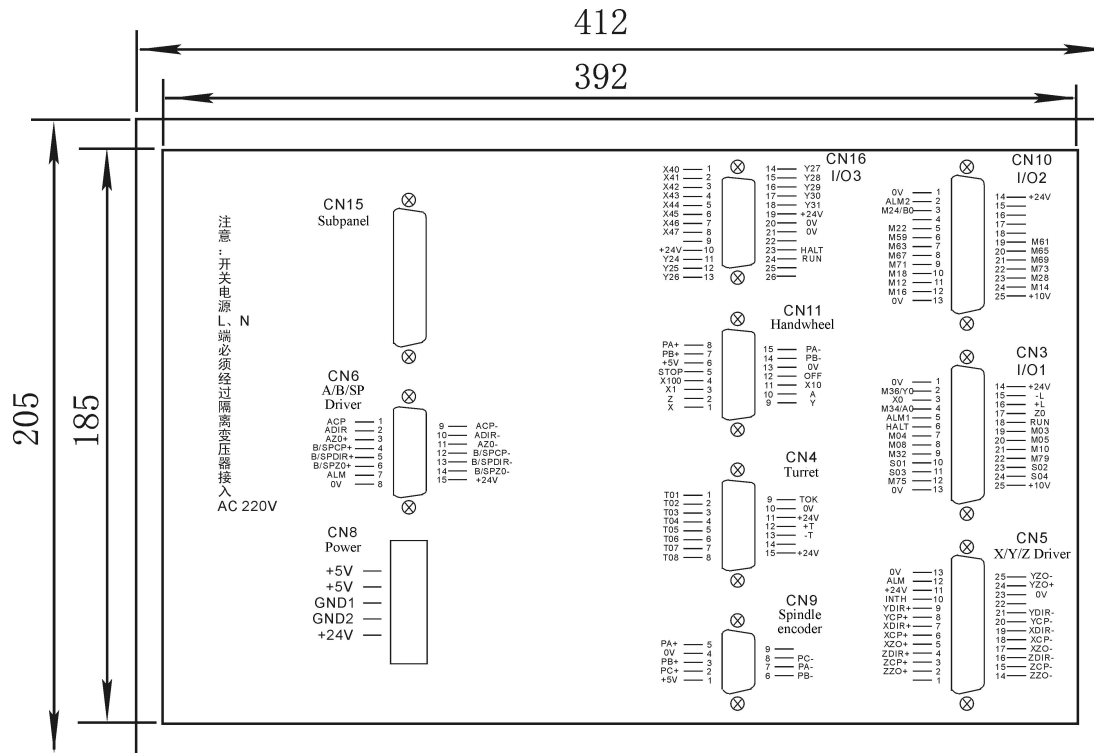 412
392
205
185
注意：开关电源L、N端必须经过隔离变压器接入AC 220V
CN15
Subpanel
CN6
A/B/SP
Driver
ACP 1
ADIR 2
AZ0+ 3
B/SPCP+ 4
B/SPDIR+ 5
B/SPZ0+ 6
ALM 7
0V 8
9 ACP-
10 ADIR-
11 AZ0-
12 B/SPCP-
13 B/SPDIR-
14 B/SPZ0-
15 +24V
CN8
Power
+5V
+5V
GND1
GND2
+24V
CN16
I/O3
X40 1
X41 2
X42 3
X43 4
X44 5
X45 6
X46 7
X47 8
9
+24V 10
Y24 11
Y25 12
Y26 13
14 Y27
15 Y28
16 Y29
17 Y30
18 Y31
19 +24V
20 0V
21 0V
22
23 HALT
24 RUN
25
26
CN11
Handwheel
PA+ 8
PB+ 7
+5V 6
STOP 5
X100 4
X1 3
Z 2
X 1
15 PA-
14 PB-
13 0V
12 OFF
11 X10
10 A
9 Y
CN4
Turret
T01 1
T02 2
T03 3
T04 4
T05 5
T06 6
T07 7
T08 8
9 TOK
10 0V
11 +24V
12 +T
13 -T
14
15 +24V
CN9
Spindle
encoder
PA+ 5
0V 4
PB+ 3
PC+ 2
+5V 1
9
8 PC-
7 PA-
6 PB-
CN10
I/O2
0V 1
ALM2 2
M24/B0 3
4
M22 5
M59 6
M63 7
M67 8
M71 9
M18 10
M12 11
M16 12
0V 13
14 +24V
15
16
17
18
19 M61
20 M65
21 M69
22 M73
23 M28
24 M14
25 +10V
CN3
I/O1
0V 1
M36/Y0 2
X0 3
M34/A0 4
ALM1 5
HALT 6
M04 7
M08 8
M32 9
S01 10
S03 11
M75 12
0V 13
14 +24V
15 -L
16 +L
17 Z0
18 RUN
19 M03
20 M05
21 M10
22 M79
23 S02
24 S04
25 +10V
CN5
X/Y/Z Driver
0V 13
ALM 12
+24V 11
INTH 10
YDIR+ 9
YCP+ 8
XDIR+ 7
XCP+ 6
XZO+ 5
ZDIR+ 4
ZCP+ 3
ZZO+ 2
1
25 YZO-
24 YZO+
23 0V
22
21 YDIR-
20 YCP-
19 XDIR-
18 XCP-
17 XZO-
16 ZDIR-
15 ZCP-
14 ZZO-